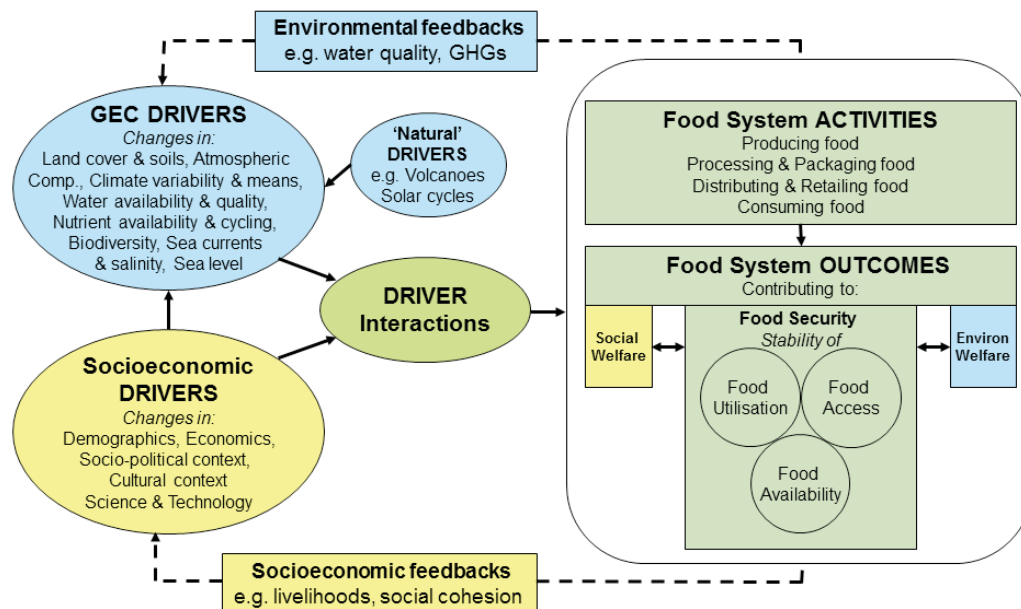 Environmental feedbacks
e.g. water quality, GHGs
GEC DRIVERS
Changes in:
Land cover & soils, Atmospheric
Comp., Climate variability & means,
Water availability & quality,
Nutrient availability & cycling,
Biodiversity, Sea currents
& salinity, Sea level
‘Natural’
DRIVERS
e.g. Volcanoes
Solar cycles
DRIVER
Interactions
Socioeconomic
DRIVERS
Changes in:
Demographics, Economics,
Socio-political context,
Cultural context
Science & Technology
Socioeconomic feedbacks
e.g. livelihoods, social cohesion
Food System ACTIVITIES
Producing food
Processing & Packaging food
Distributing & Retailing food
Consuming food
Food System OUTCOMES
Contributing to:
Social
Welfare
Food Security
Stability of
Food
Utilisation
Food
Access
Food
Availability
Environ
Welfare